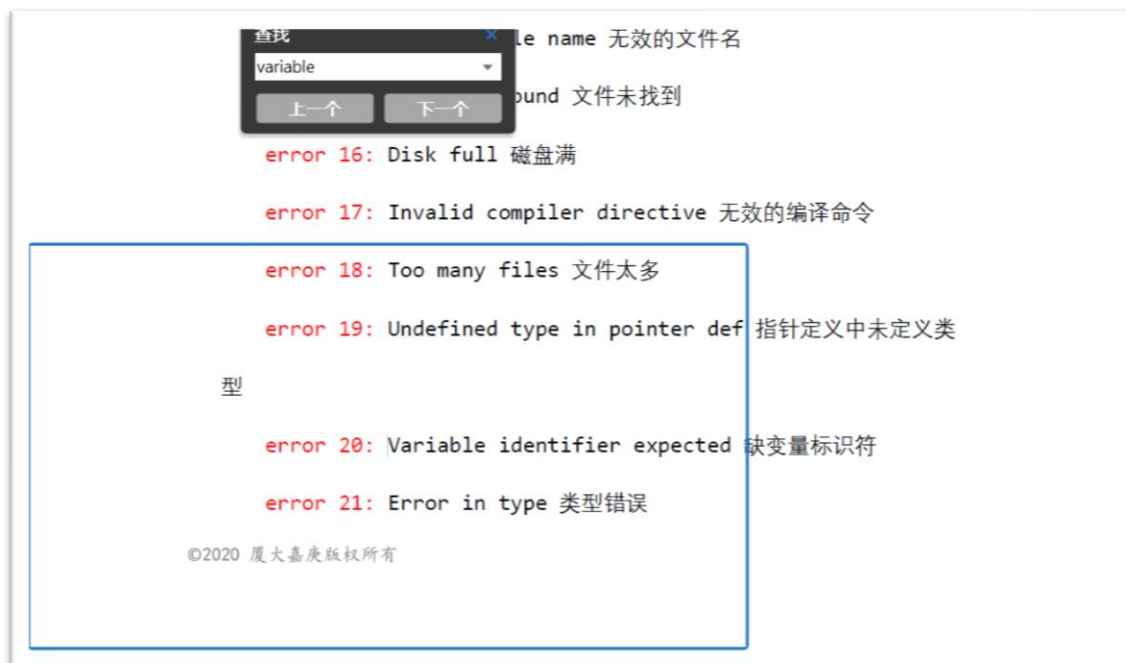 查找
le name 无效的文件名
variable
ound 文件未找到
上一个 下一个
error 16: Disk full 磁盘满
error 17: Invalid compiler directive 无效的编译命令
error 18: Too many files 文件太多
error 19: Undefined type in pointer def 指针定义中未定义类
型
error 20: Variable identifier expected 缺变量标识符
error 21: Error in type 类型错误
©2020 厦大嘉庚版权所有